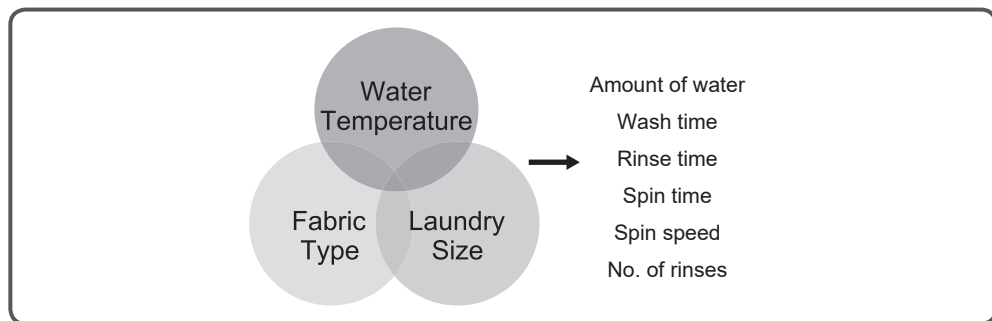 Water
Temperature
Fabric
Type
Laundry
Size
Amount of water
Wash time
Rinse time
Spin time
Spin speed
No. of rinses